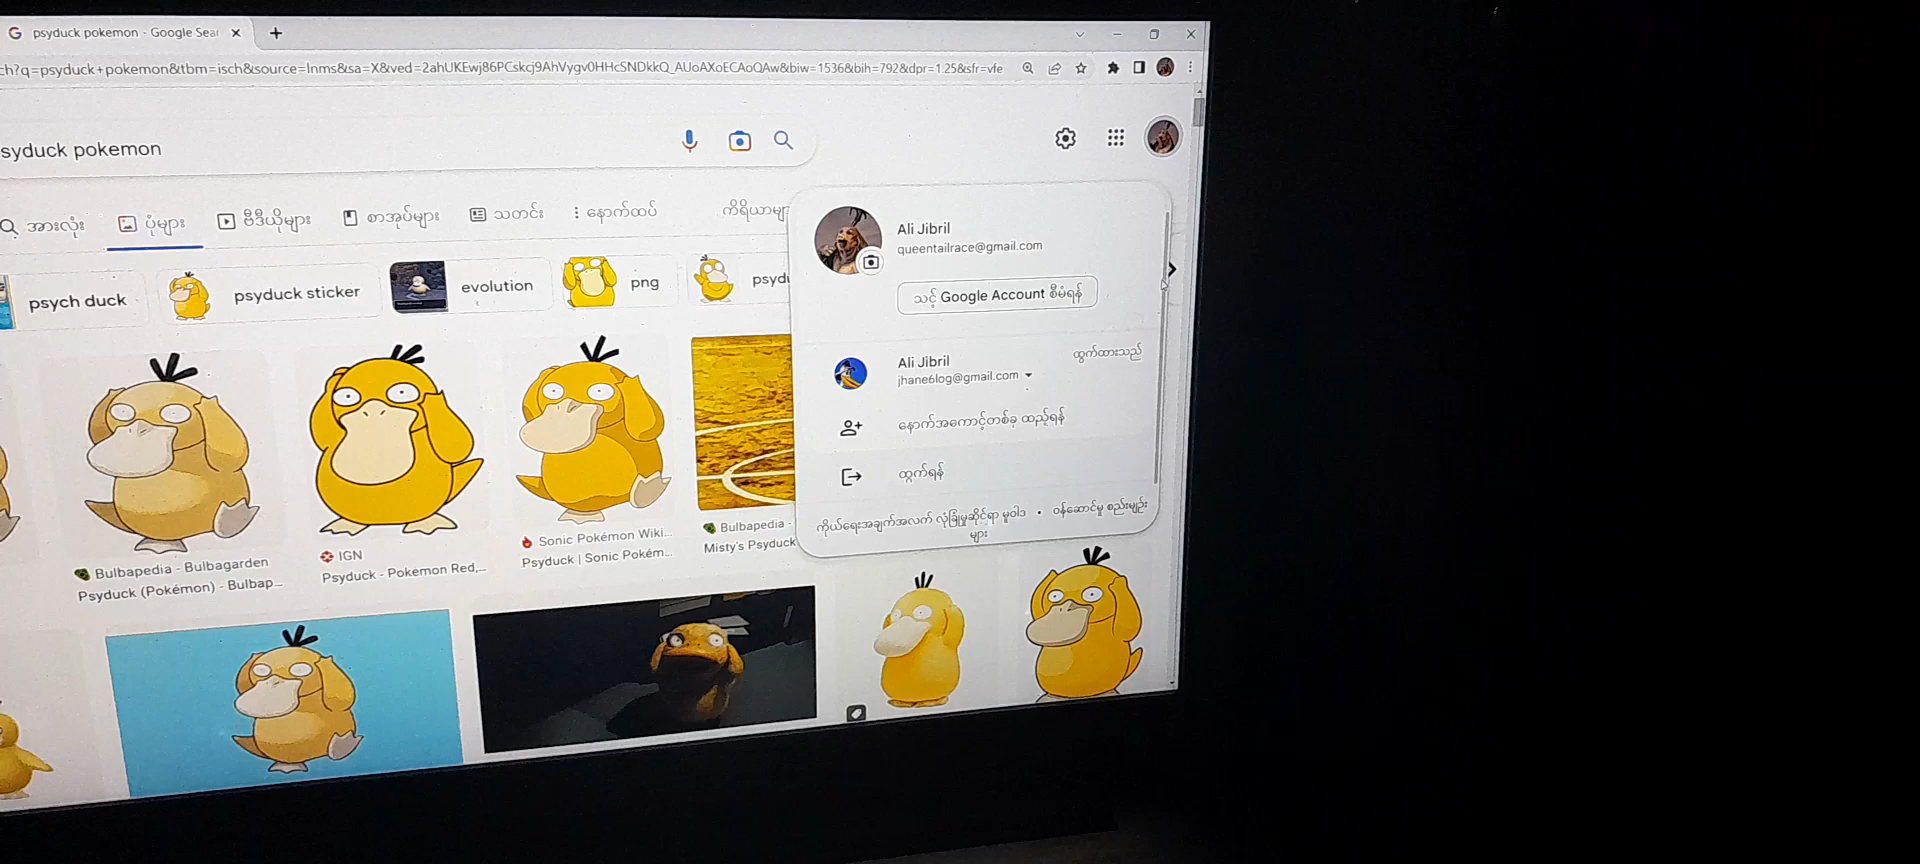 psyduck pokemon - Google Sear
ch?q=psyduck+pokemon&tbm=isch&source=lnms&sa=X&ved=2ahUKEwj86PCskcj9AhVygv0HHcSNDkkQ_AUoAXoECAoQAw&biw=1536&bih=792&dpr=1.25&sfr=vfe
syduck pokemon
အားလုံး ပုံများ ဗီဒီယိုများ စာအုပ်များ သတင်း နောက်ထပ် ကိရိယာများ
psych duck psyduck sticker evolution png psydu
Ali Jibril
queentailrace@gmail.com
သင့် Google Account စီမံရန်
Ali Jibril ထွက်ထားသည်
jhane6log@gmail.com
နောက်အကောင့်တစ်ခု ထည့်ရန်
ထွက်ရန်
ကိုယ်ရေးအချက်အလက် လုံခြုံမှုဆိုင်ရာ မူဝါဒ • ဝန်ဆောင်မှု စည်းမျဉ်း
များ
Bulbapedia - Bulbagarden
Psyduck (Pokémon) - Bulbap...
IGN
Psyduck - Pokemon Red,...
Sonic Pokémon Wiki...
Psyduck | Sonic Pokém...
Bulbapedia -
Misty's Psyduck